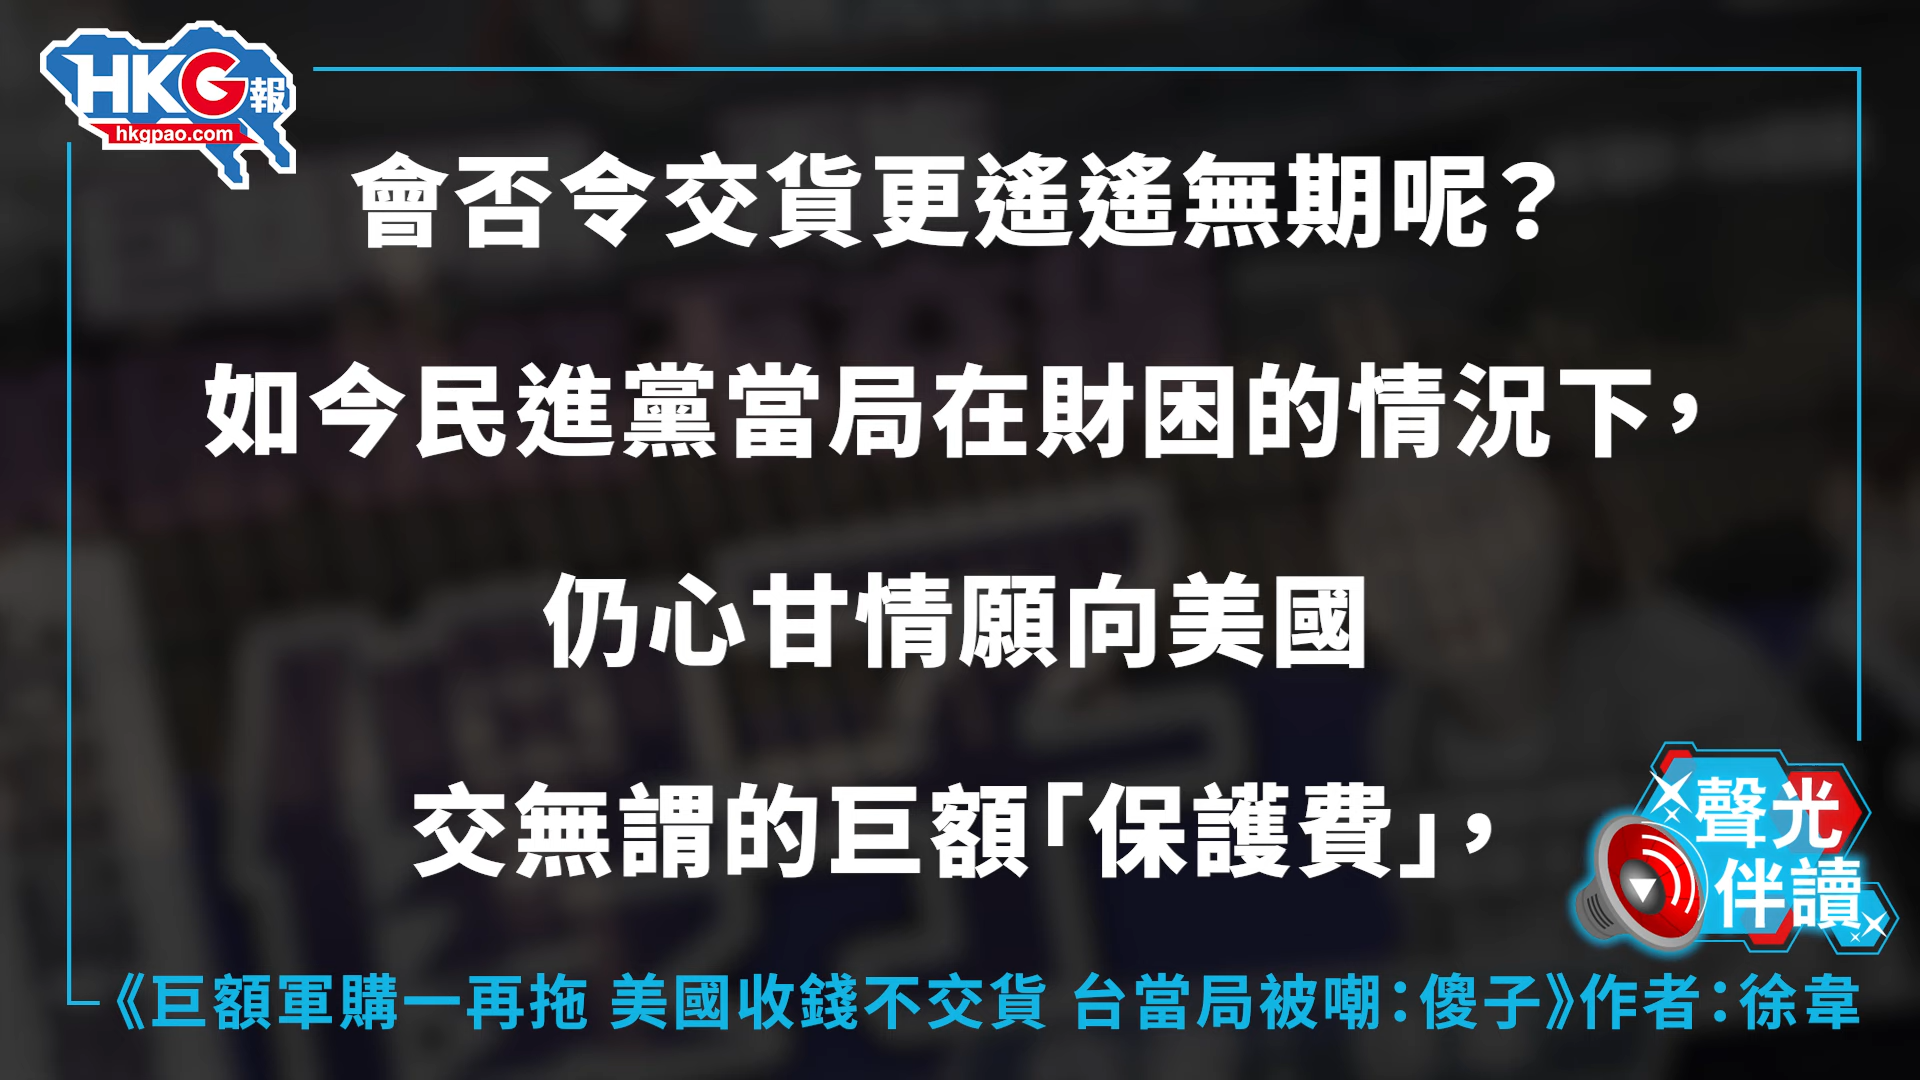 HKG報
hkgpao.com
會否令交貨更遙遙無期呢？
如今民進黨當局在財困的情況下，
仍心甘情願向美國
交無謂的巨額「保護費」，
聲光
伴讀
《巨額軍購一再拖 美國收錢不交貨 台當局被嘲：傻子》作者：徐韋